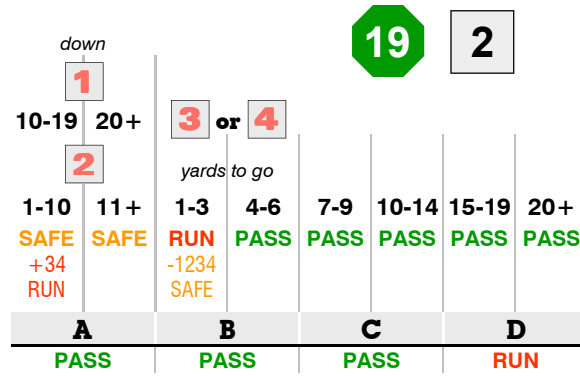 19 2
down
1
10-19 20+ 3 or 4
2 yards to go
1-10 11+ 1-3 4-6 7-9 10-14 15-19 20+
SAFE SAFE RUN PASS PASS PASS PASS PASS
+34 -1234
RUN SAFE
A B C D
PASS PASS PASS RUN